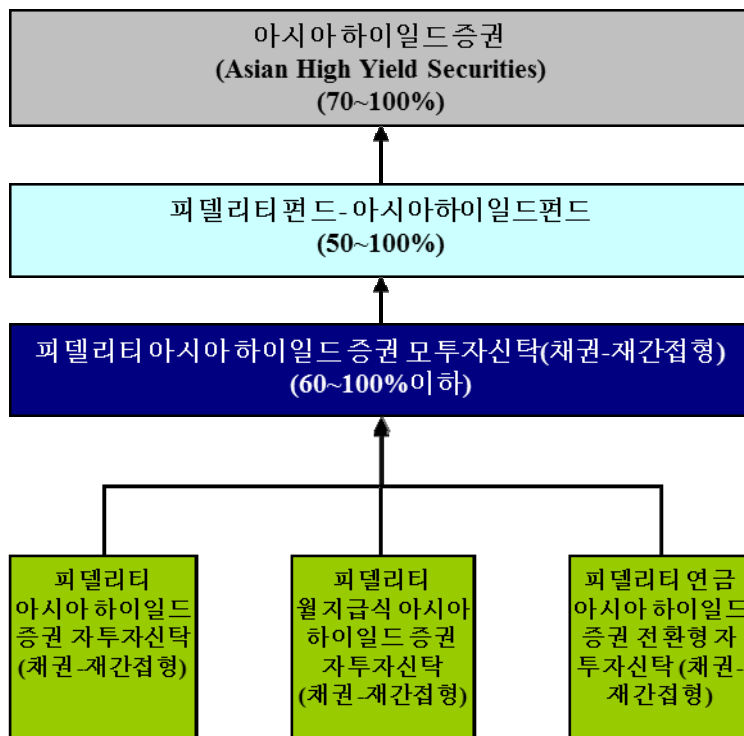 아시아하이일드증권
(Asian High Yield Securities)
(70~100%)
피델리티펀드-아시아하이일드펀드
(50~100%)
피델리티아시아하이일드증권 모투자신탁(채권-재간접형)
(60~100%이하)
피델리티
아시아하이일드
증권 자투자신탁
(채권-재간접형)
피델리티
월지급식 아시아
하이일드증권
자투자신탁
(채권-재간접형)
피델리티연금
아시아하이일드
증권 전환형자
투자신탁(채권-
재간접형)